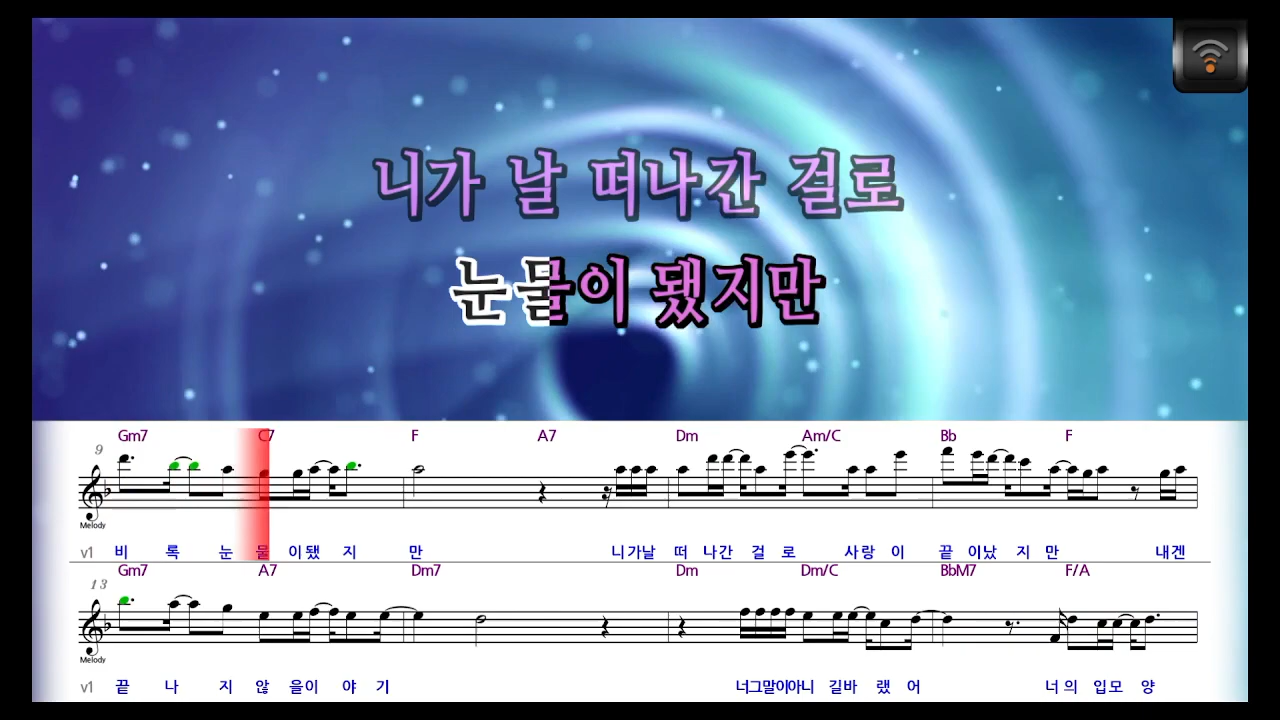 니가 날 떠나간 걸로
눈물이 됐지만
Gm7 C7 F A7 Dm Am/C Bb F
9
Melody
v1 비 록 눈 물 이됐 지 만 니가날 떠 나간 걸 로 사랑 이 끝 이났 지 만 내겐
Gm7 A7 Dm7 Dm Dm/C BbM7 F/A
13
Melody
v1 끝 나 지 않 을이 야 기 너그말이아니 길바 랬 어 너 의 입모 양